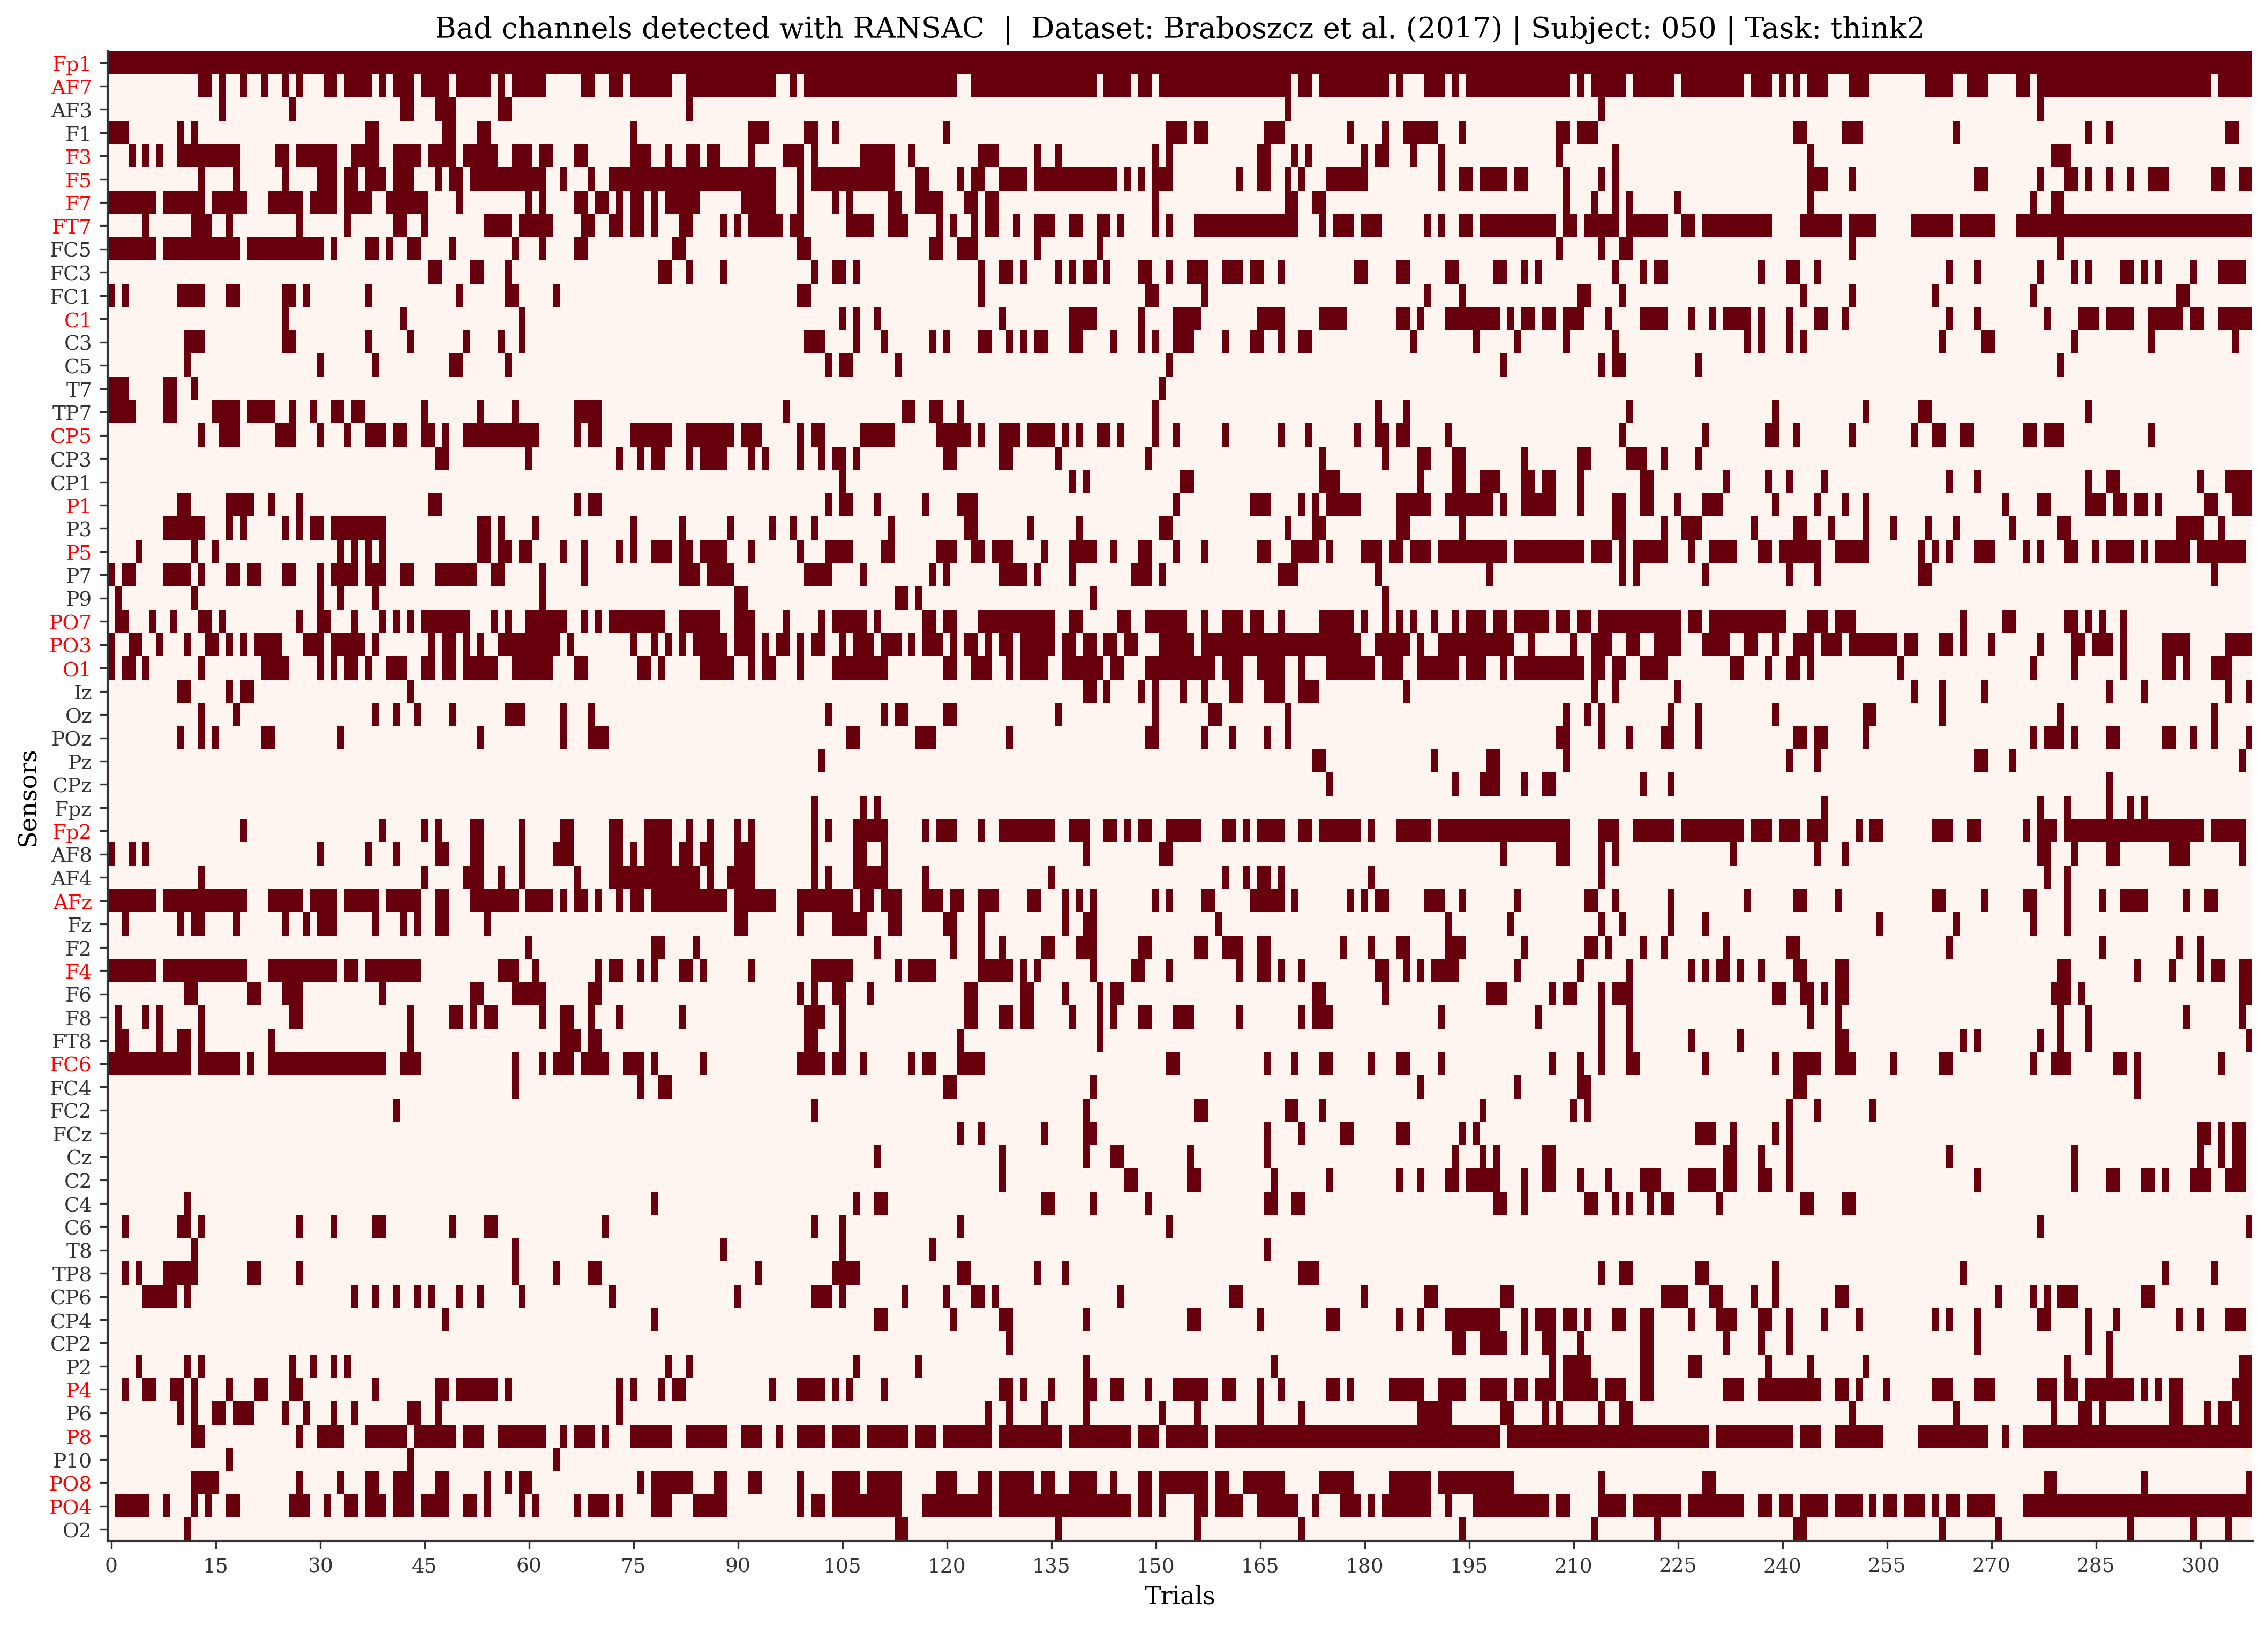 Bad channels detected with RANSAC | Dataset: Braboszcz et al. (2017) | Subject: 050 | Task: think2
Sensors
Fp1
AF7
AF3
F1
F3
F5
F7
FT7
FC5
FC3
FC1
C1
C3
C5
T7
TP7
CP5
CP3
CP1
P1
P3
P5
P7
P9
PO7
PO3
O1
Iz
Oz
POz
Pz
CPz
Fpz
Fp2
AF8
AF4
AFz
Fz
F2
F4
F6
F8
FT8
FC6
FC4
FC2
FCz
Cz
C2
C4
C6
T8
TP8
CP6
CP4
CP2
P2
P4
P6
P8
P10
PO8
PO4
O2
0 15 30 45 60 75 90 105 120 135 150 165 180 195 210 225 240 255 270 285 300
Trials